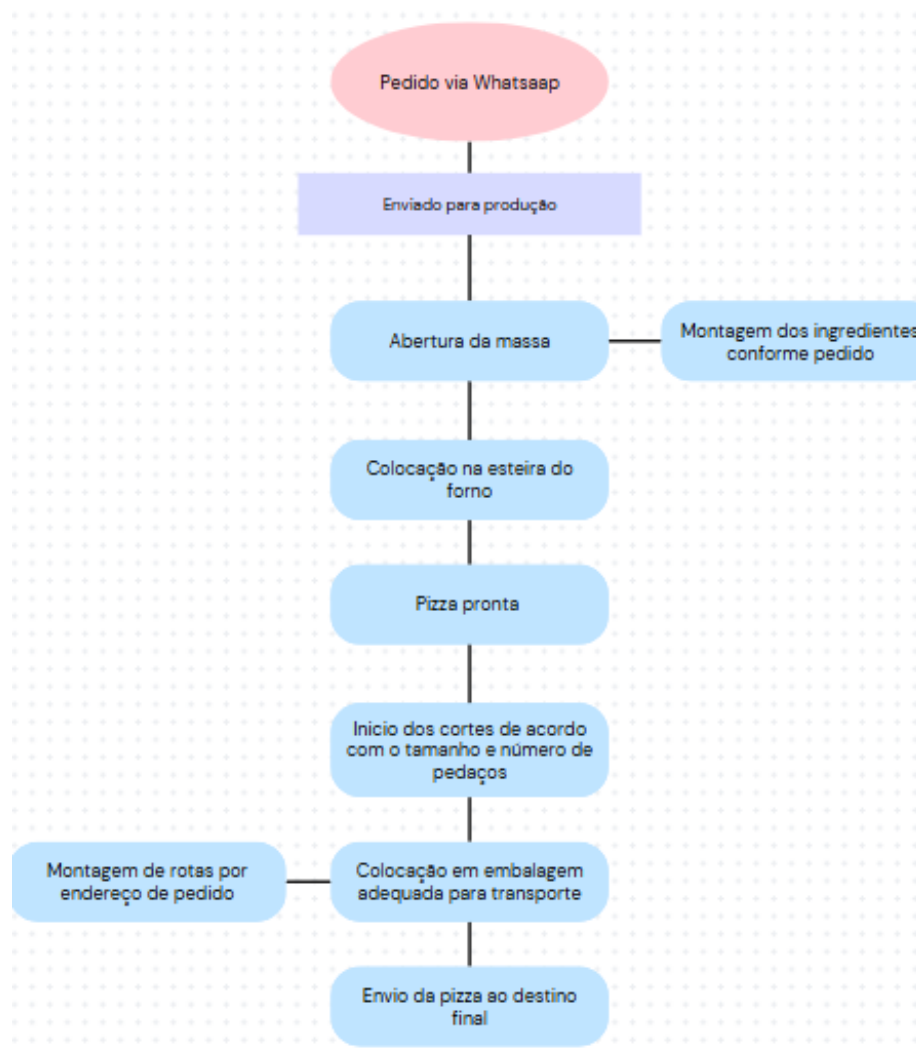 Pedido via Whatsaap
Enviado para produção
Abertura da massa
Montagem dos ingredientes
conforme pedido
Colocação na esteira do
forno
Pizza pronta
Inicio dos cortes de acordo
com o tamanho e número de
pedaços
Montagem de rotas por
endereço de pedido
Colocação em embalagem
adequada para transporte
Envio da pizza ao destino
final